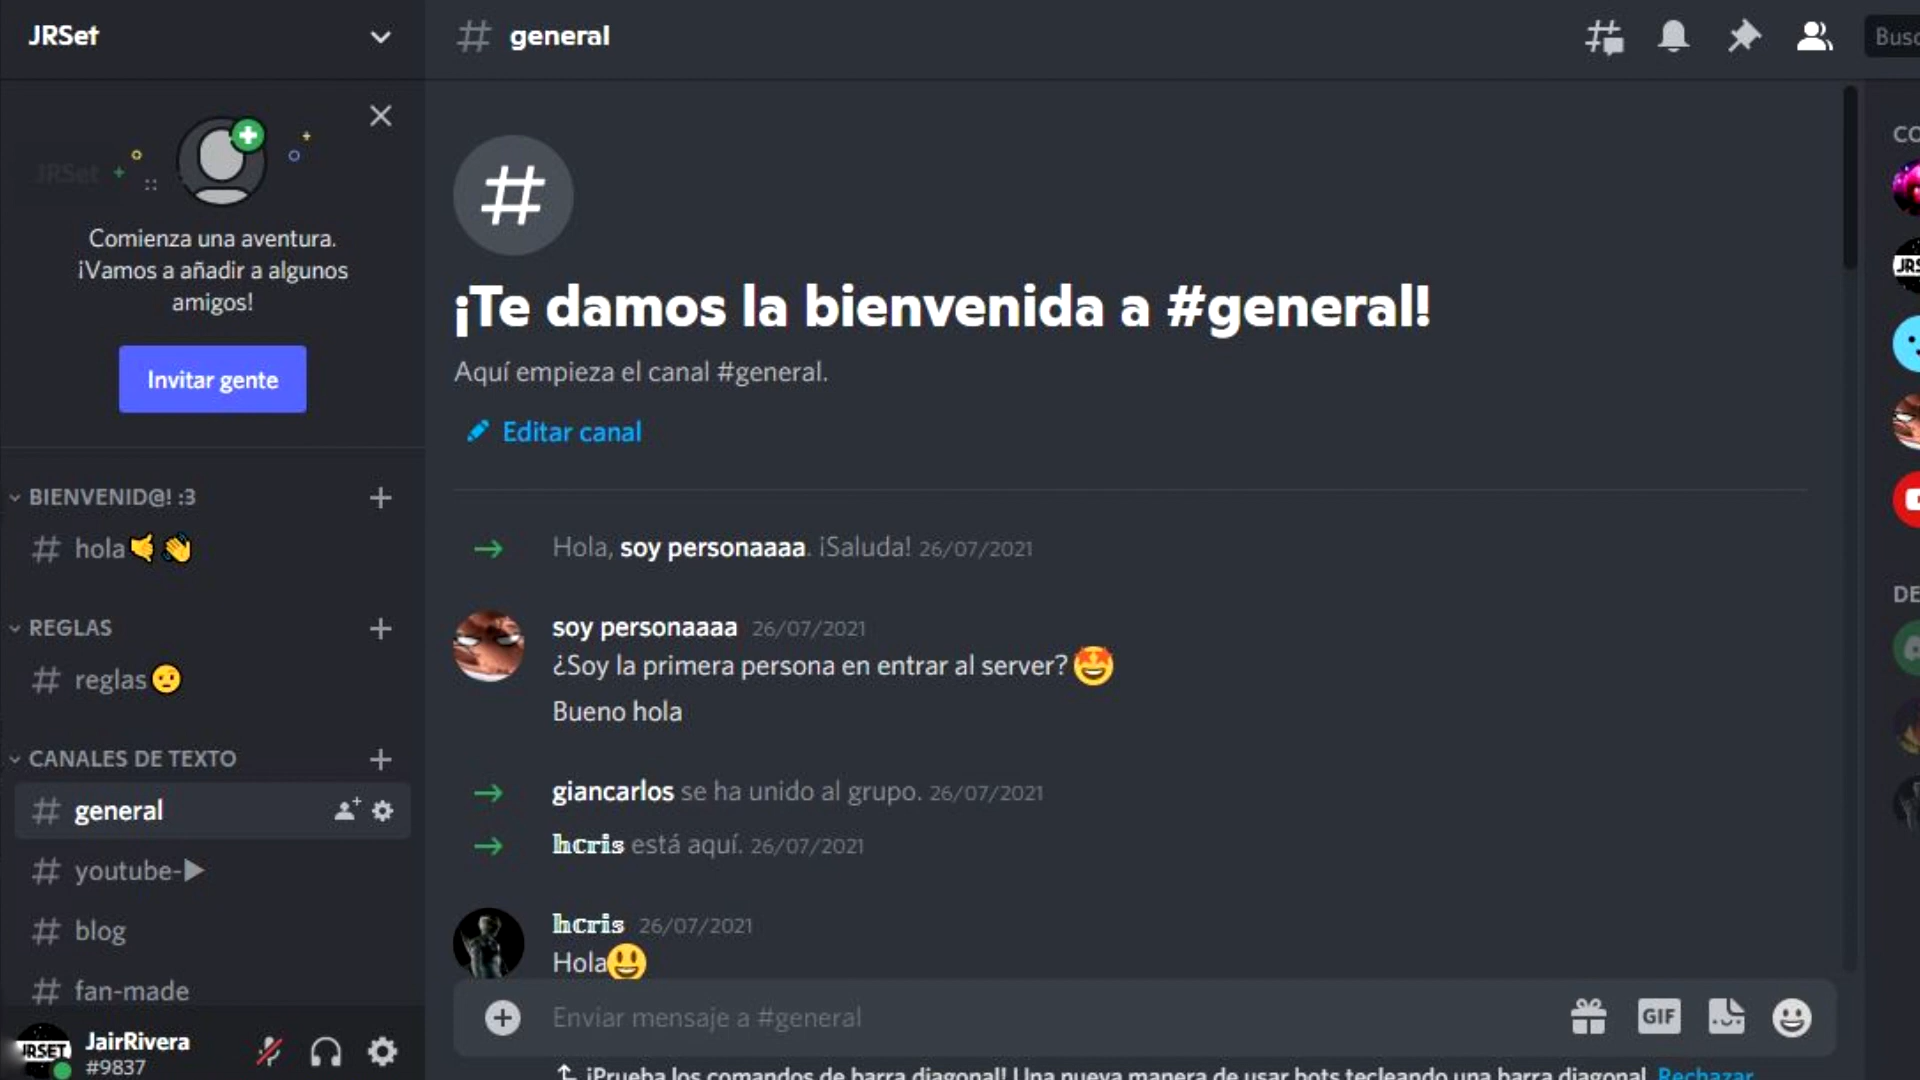 JRSet
general
Busc
JRSet
Comienza una aventura.
¡Vamos a añadir a algunos
amigos!
Invitar gente
BIENVENID@! :3
hola🤙👋
REGLAS
reglas🫡
CANALES DE TEXTO
general
youtube-▶
blog
fan-made
JRSET
JairRivera
#9837
¡Te damos la bienvenida a #general!
Aquí empieza el canal #general.
Editar canal
Hola, soy personaaaa. ¡Saluda! 26/07/2021
soy personaaaa 26/07/2021
¿Soy la primera persona en entrar al server?🤩
Bueno hola
giancarlos se ha unido al grupo. 26/07/2021
𝕙𝕔𝕣𝕚𝕤 está aquí. 26/07/2021
𝕙𝕔𝕣𝕚𝕤 26/07/2021
Hola😃
Enviar mensaje a #general
GIF
¡Prueba los comandos de barra diagonal! Una nueva manera de usar bots tecleando una barra diagonal. Rechazar
CO
JRS
DE